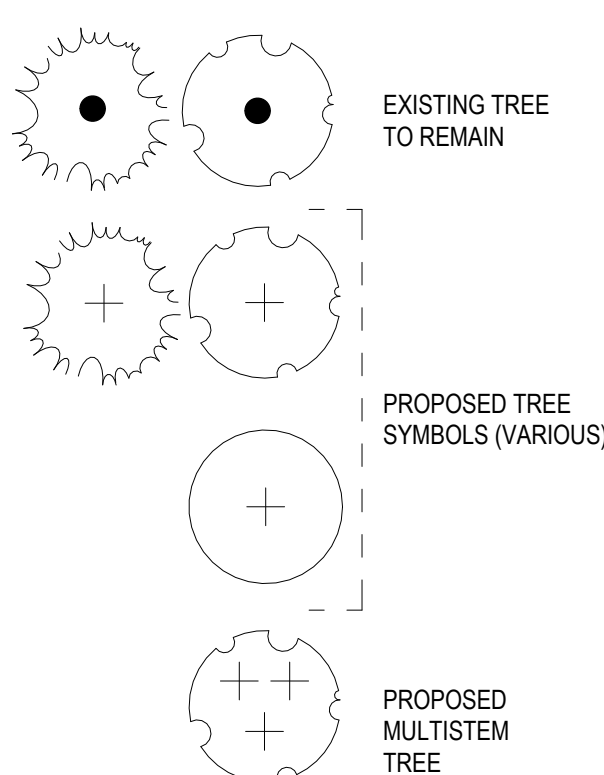 EXISTING TREE
TO REMAIN
PROPOSED TREE
SYMBOLS (VARIOUS)
PROPOSED
MULTISTEM
TREE